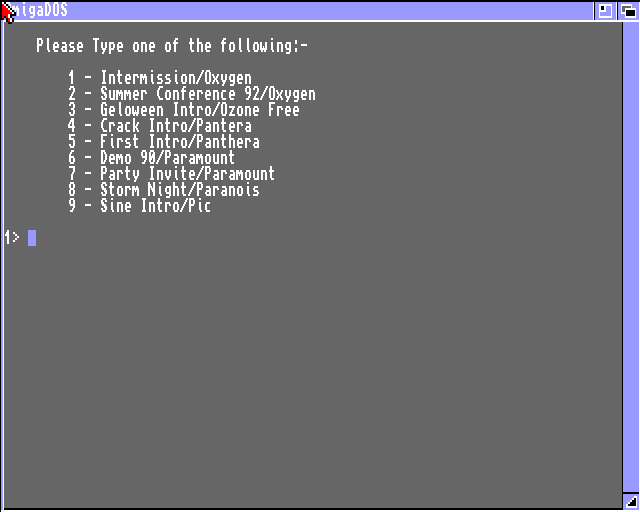 AmigaDOS
Please Type one of the following:-
1 - Intermission/Oxygen
2 - Summer Conference 92/Oxygen
3 - Geloween Intro/Ozone Free
4 - Crack Intro/Pantera
5 - First Intro/Panthera
6 - Demo 90/Paramount
7 - Party Invite/Paramount
8 - Storm Night/Paranois
9 - Sine Intro/Pic
1>